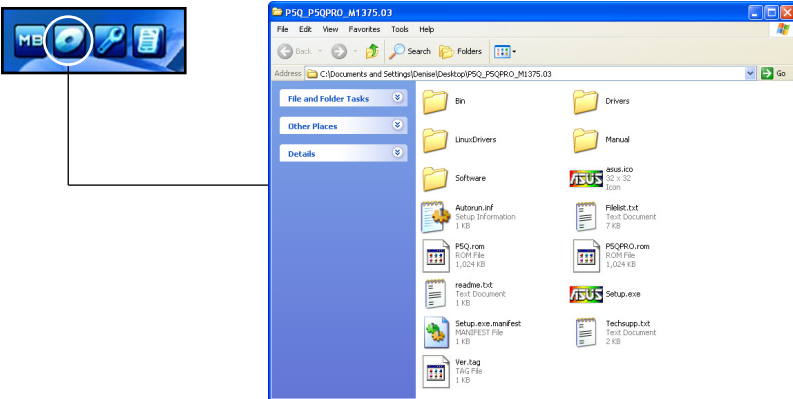 MB
P5Q_P5QPRO_M1375.03
File Edit View Favorites Tools Help
Back Search Folders
Address C:\Documents and Settings\Denise\Desktop\P5Q_P5QPRO_M1375.03 Go
File and Folder Tasks
Other Places
Details
Bin
Drivers
LinuxDrivers
Manual
Software
ASUS
asus.ico
32 x 32
Icon
Autorun.inf
Setup Information
1 KB
Filelist.txt
Text Document
7 KB
P5Q.rom
ROM File
1,024 KB
P5QPRO.rom
ROM File
1,024 KB
readme.txt
Text Document
1 KB
ASUS
Setup.exe
Setup.exe.manifest
MANIFEST File
1 KB
Techsupp.txt
Text Document
2 KB
Ver.tag
TAG File
1 KB